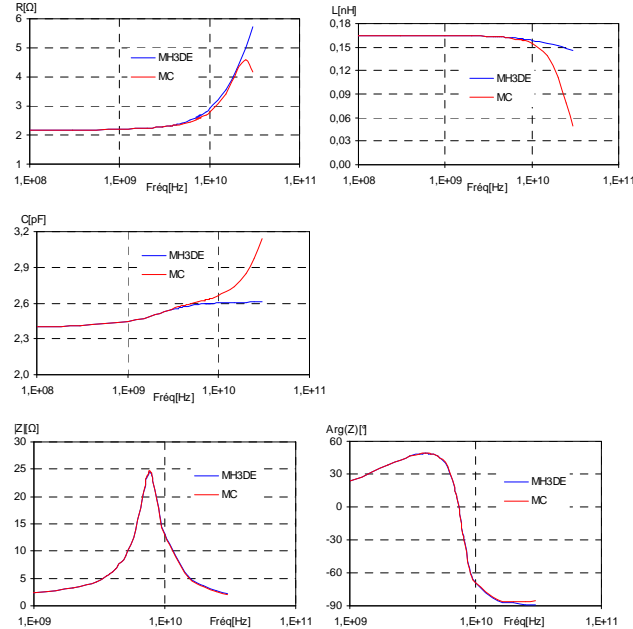 R[Ω]
6
5
4
3
2
1
MH3DE
MC
1,E+08 1,E+09 1,E+10 1,E+11
Fréq[Hz]
L[nH]
0,18
0,15
0,12
0,09
0,06
0,03
0,00
MH3DE
MC
1,E+08 1,E+09 1,E+10 1,E+11
Fréq[Hz]
C[pF]
3,2
2,9
2,6
2,3
2,0
MH3DE
MC
1,E+08 1,E+09 1,E+10 1,E+11
Fréq[Hz]
|Z|[Ω]
30
25
20
15
10
5
0
MH3DE
MC
1,E+09 1,E+10 Fréq[Hz] 1,E+11
Arg(Z)[°]
60
30
0
-30
-60
-90
MH3DE
MC
1,E+09 1,E+10 Fréq[Hz] 1,E+11